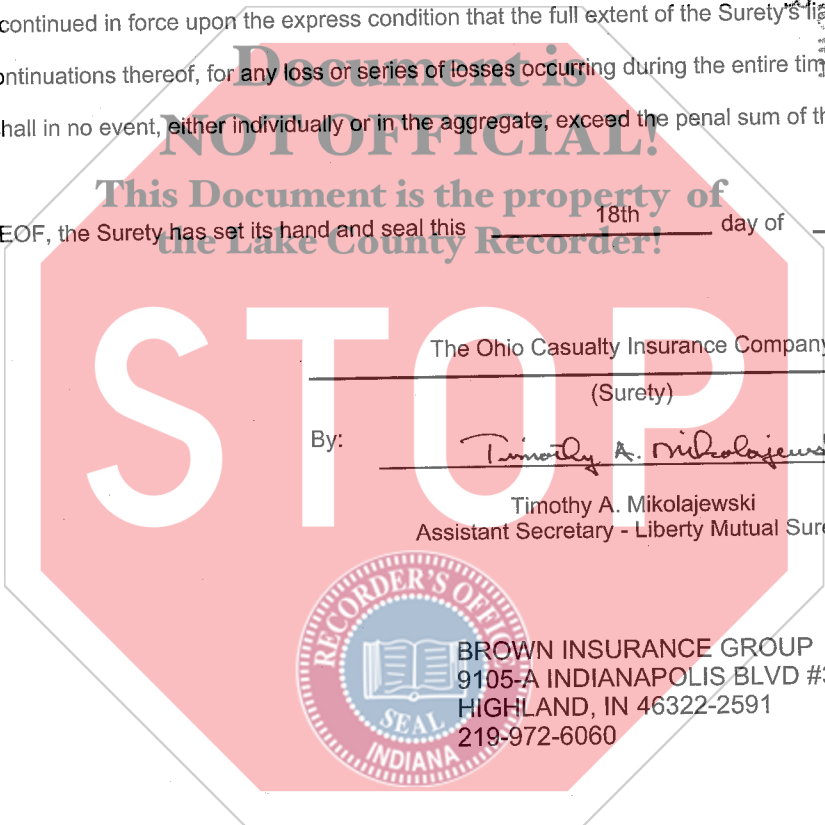 continued in force upon the express condition that the full extent of the Surety's
Document is
ontinuations thereof, for any loss or series of losses occurring during the entire
NOT OFFICIAL!
hall in no event, either individually or in the aggregate, exceed the penal sum of
This Document is the property of
EOF, the Surety has set its hand and seal this 18th day of
the Lake County Recorder!
STOP
The Ohio Casualty Insurance Company
(Surety)
By: Timothy A. Mikolajews
Timothy A. Mikolajewski
Assistant Secretary - Liberty Mutual Sure
RECORDER'S OFFICE
SEAL
INDIANA
BROWN INSURANCE GROUP
9105-A INDIANAPOLIS BLVD
HIGHLAND, IN 46322-2591
219-972-6060